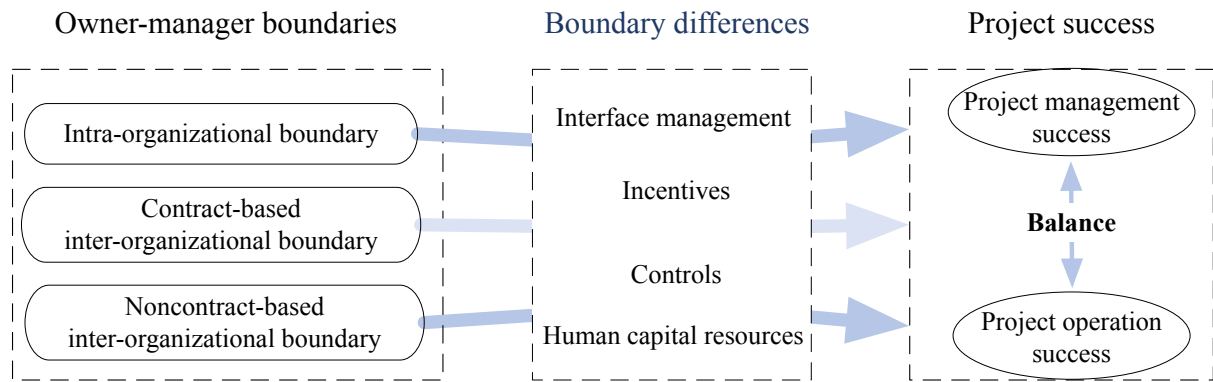 Owner-manager boundaries
Boundary differences
Project success
Intra-organizational boundary
Contract-based
inter-organizational boundary
Noncontract-based
inter-organizational boundary
Interface management
Incentives
Controls
Human capital resources
Project management
success
Balance
Project operation
success